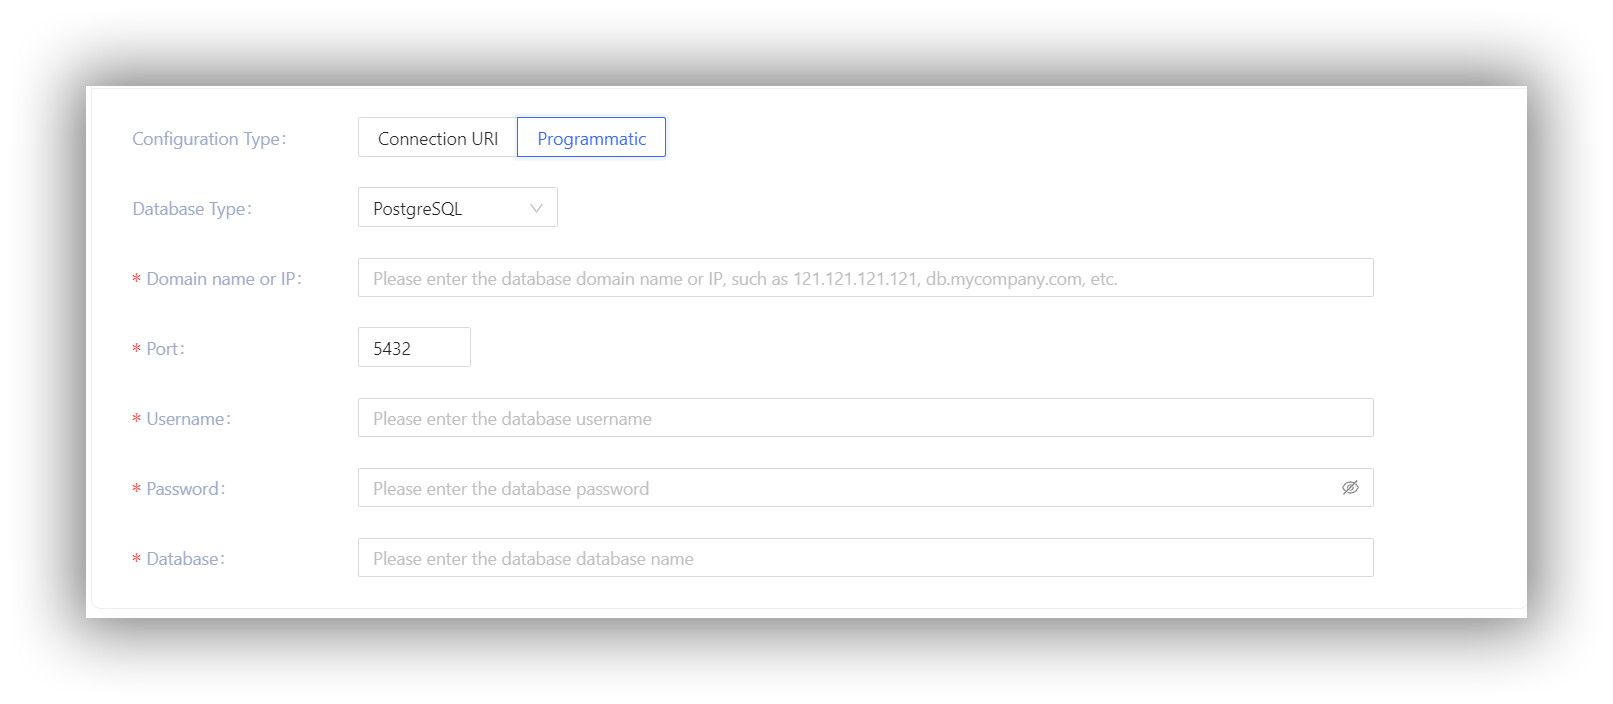 Configuration Type: Connection URI Programmatic
Database Type: PostgreSQL
* Domain name or IP: Please enter the database domain name or IP, such as 121.121.121.121, db.mycompany.com, etc.
* Port: 5432
* Username: Please enter the database username
* Password: Please enter the database password
* Database: Please enter the database database name